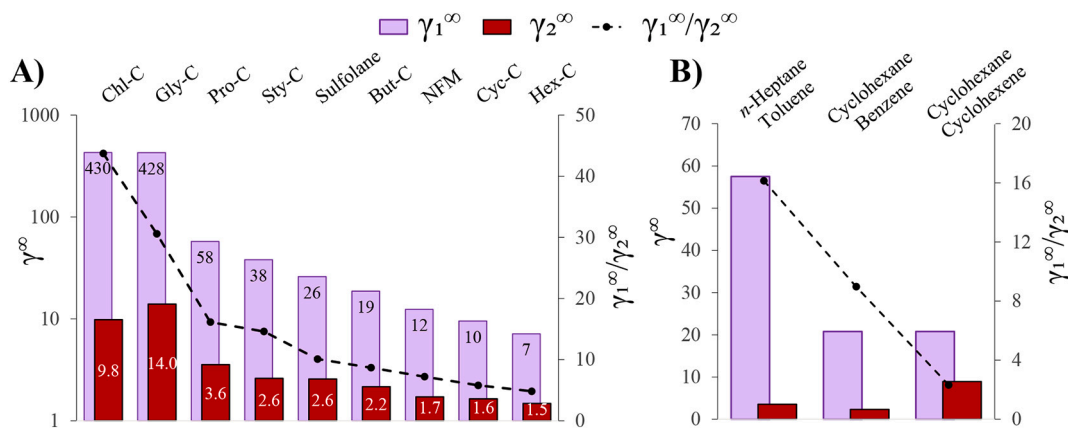 γ₁^∞ γ₂^∞ γ₁^∞/γ₂^∞
A)
Chl-C Gly-C Pro-C Sty-C Sulfolane But-C NFM Cyc-C Hex-C
1000
100
10
1
γ^∞
430 428 58 38 26 19 12 10 7
9.8 14.0 3.6 2.6 2.6 2.2 1.7 1.6 1.5
50
40
30
20
10
0
γ₁^∞/γ₂^∞
B)
n-Heptane
Toluene
Cyclohexane
Benzene
Cyclohexane
Cyclohexene
70
60
50
40
30
20
10
0
γ^∞
20
16
12
8
4
0
γ₁^∞/γ₂^∞